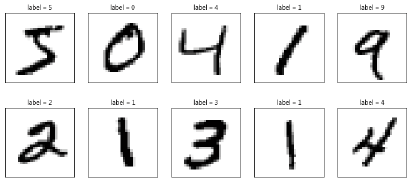 label = 5 label = 0 label = 4 label = 1 label = 9
5 0 4 1 9
label = 2 label = 1 label = 3 label = 1 label = 4
2 1 3 1 4